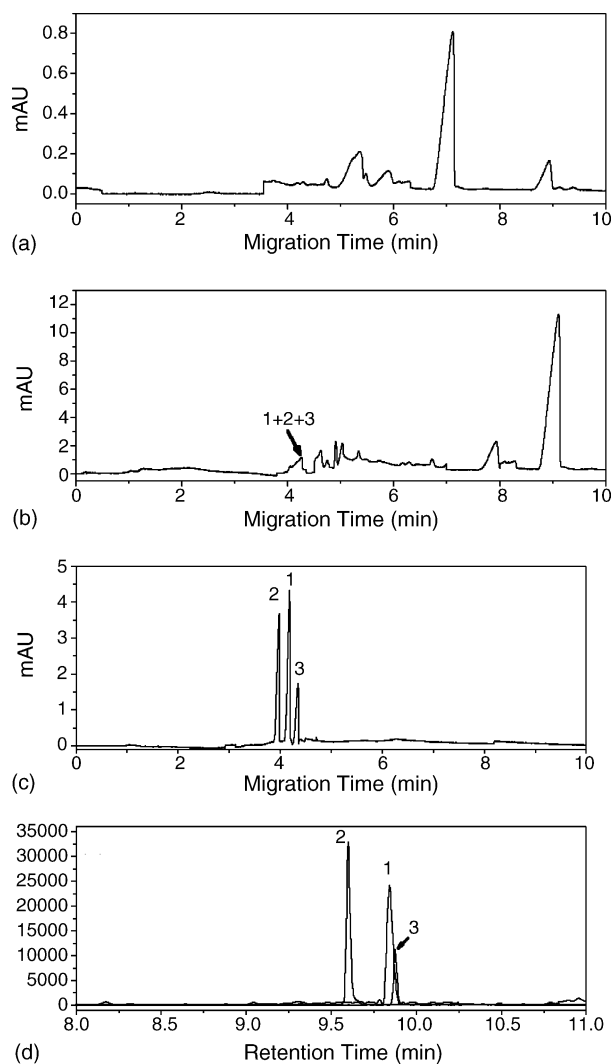 0.8
0.6
0.4
0.2
0.0
mAU
0 2 4 6 8 10
(a) Migration Time (min)
12
10
8
6
4
2
0
mAU
1+2+3
0 2 4 6 8 10
(b) Migration Time (min)
5
4
3
2
1
0
mAU
2 1 3
0 2 4 6 8 10
(c) Migration Time (min)
35000
30000
25000
20000
15000
10000
5000
0
2 1 3
8.0 9.0 9.5 10.0 10.5 11.0
(d) Retention Time (min)